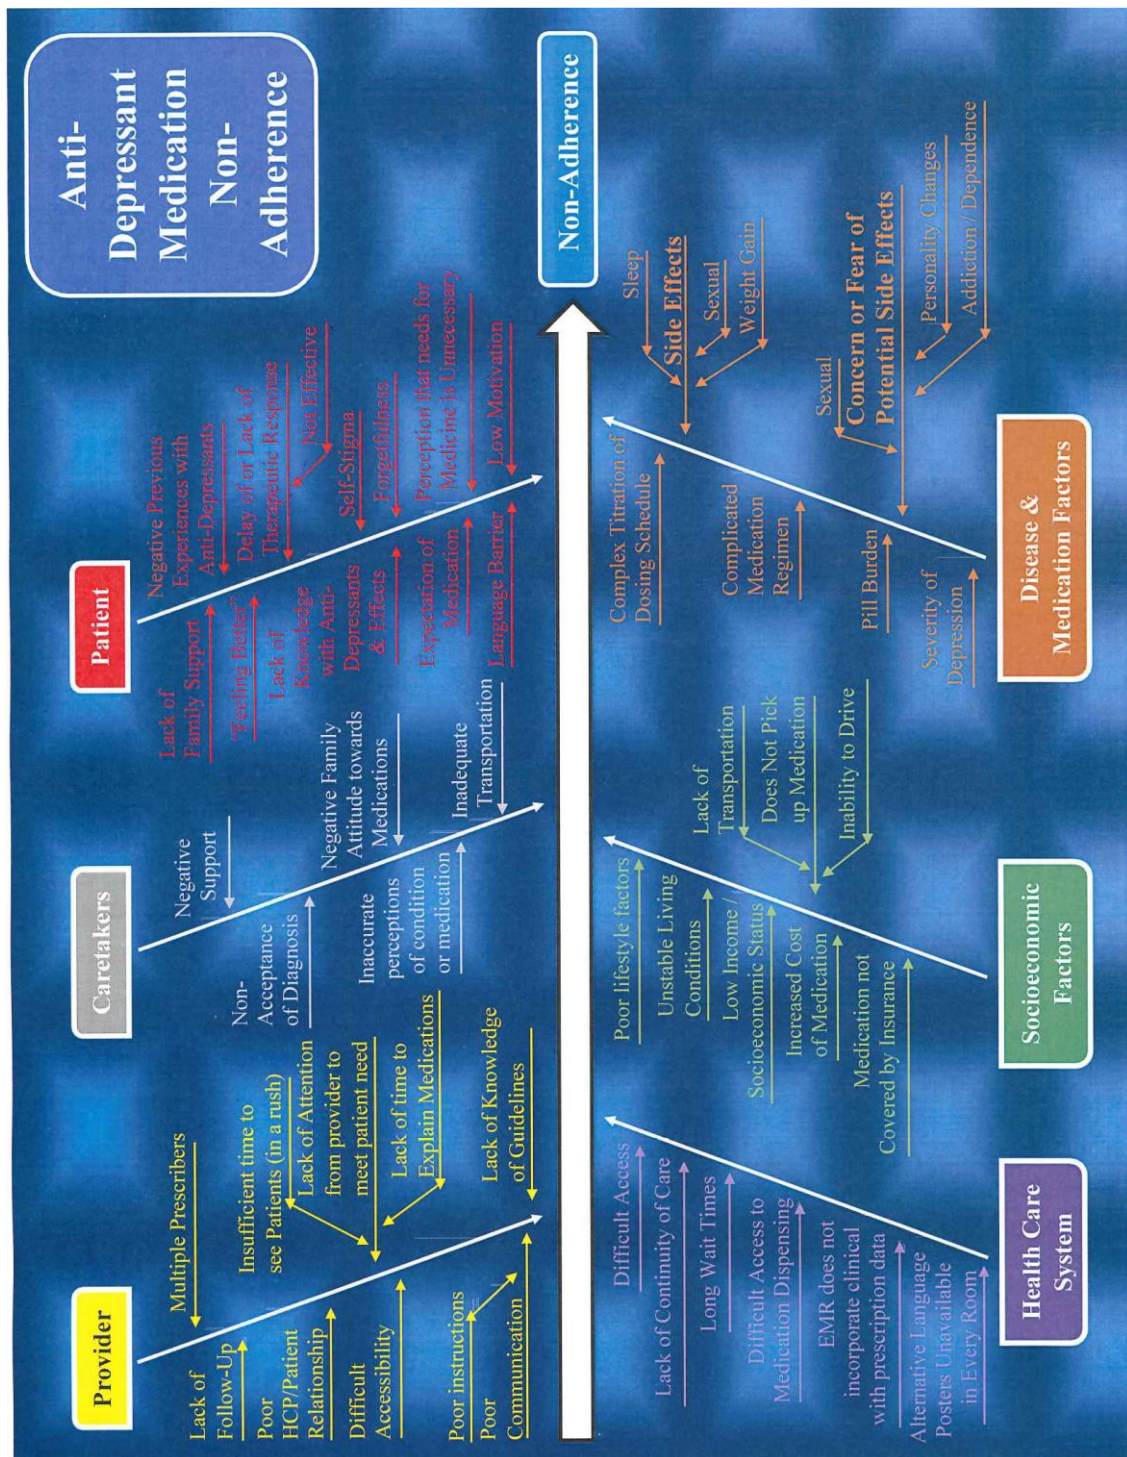 Anti-
Depressant
Medication
Non-
Adherence
Provider
Multiple Prescribers
Lack of
Follow-Up
Insufficient time to
see Patients (in a rush)
Poor
HCP/Patient
Relationship
Lack of Attention
from provider to
meet patient need
Difficult
Accessibility
Lack of time to
Explain Medications
Poor instructions
Poor
Communication
Lack of Knowledge
of Guidelines
Caretakers
Negative
Support
Non-
Acceptance
of Diagnosis
Negative Family
Attitude towards
Medications
Inaccurate
perceptions
of condition
or medication
Inadequate
Transportation
Patient
Negative Previous
Experiences with
Anti-Depressants
Lack of
Family Support
Delay of or Lack of
Therapeutic Response
"Feeling Better"
Not Effective
Lack of
Knowledge
with Anti-
Depressants
& Effects
Self-Stigma
Forgetfulness
Expectation of
Medication
Perception that needs for
Medicine is Unnecessary
Language Barrier
Low Motivation
Non-Adherence
Difficult Access
Lack of Continuity of Care
Long Wait Times
Difficult Access to
Medication Dispensing
EMR does not
incorporate clinical
with prescription data
Alternative Language
Posters Unavailable
in Every Room
Health Care
System
Poor lifestyle factors
Unstable Living
Conditions
Low Income /
Socioeconomic Status
Increased Cost
of Medication
Medication not
Covered by Insurance
Lack of
Transportation
Does Not Pick
up Medication
Inability to Drive
Socioeconomic
Factors
Complex Titration of
Dosing Schedule
Complicated
Medication
Regimen
Pill Burden
Severity of
Depression
Sleep
Side Effects
Sexual
Weight Gain
Sexual
Concern or Fear of
Potential Side Effects
Personality Changes
Addiction / Dependence
Disease &
Medication Factors